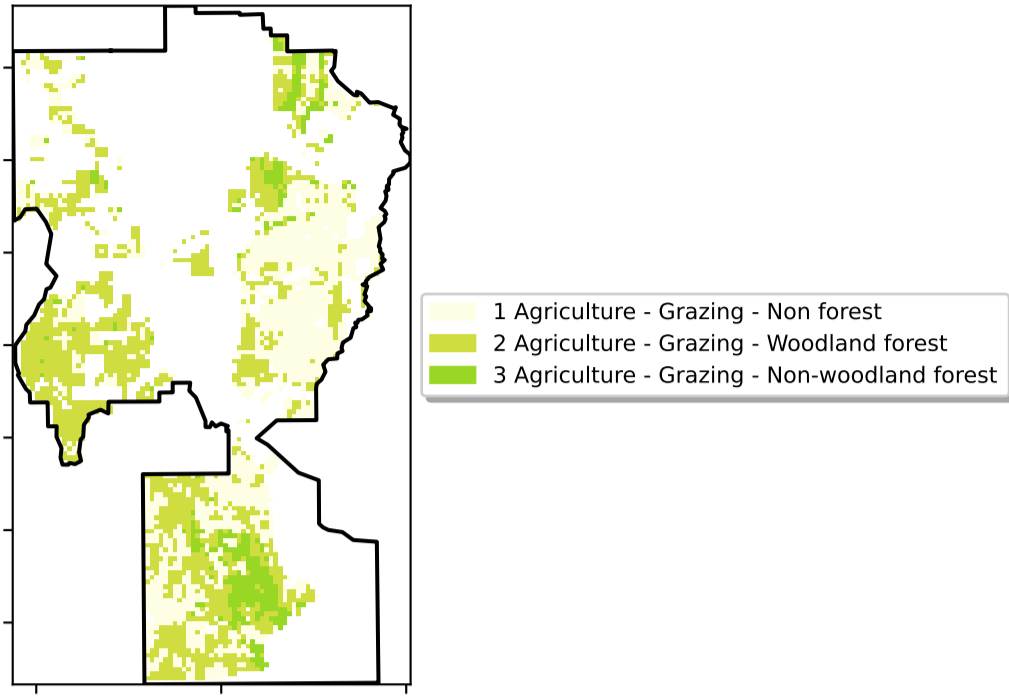 1 Agriculture - Grazing - Non forest
2 Agriculture - Grazing - Woodland forest
3 Agriculture - Grazing - Non-woodland forest